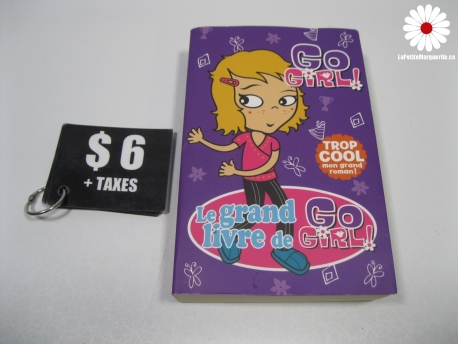 LaPetiteMarguerite.ca
GO
GIRL!
$6
+ TAXES
TROP
COOL
mon grand
roman!
Le grand
livre de
GO
GIRL!